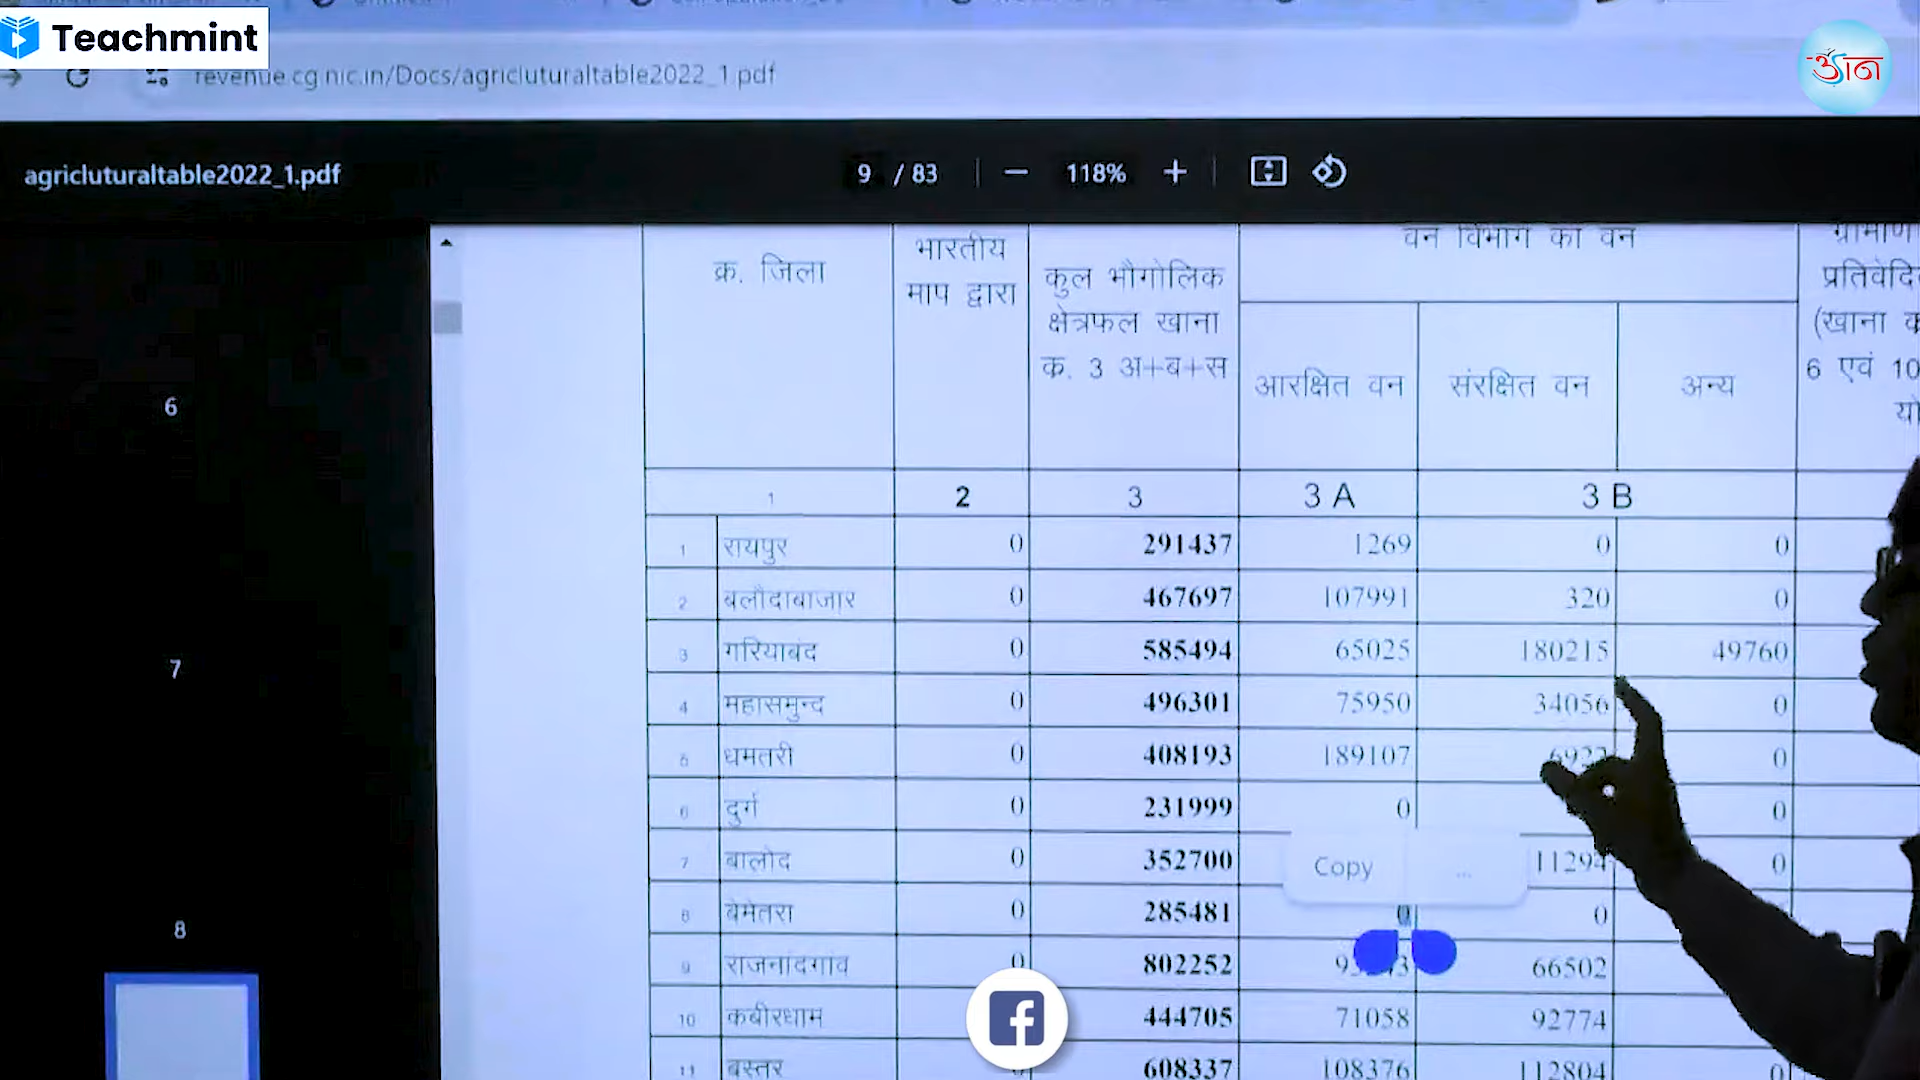 Teachmint
ज्ञान
revenue.cg.nic.in/Docs/agricluturaltable2022_1.pdf
agricluturaltable2022_1.pdf
9 / 83
118%
6
7
8
क्र. जिला
भारतीय
माप द्वारा
कुल भौगोलिक
क्षेत्रफल खाना
क. 3 अ+ब+स
वन विभाग का वन
आरक्षित वन
संरक्षित वन
अन्य
ग्रामीण
(खाना
6 एवं 10
1 2 3 3 A 3 B
1 रायपुर 0 291437 1269 0 0
2 बलौदाबाजार 0 467697 107991 320 0
3 गरियाबंद 0 585494 65025 180215 49760
4 महासमुन्द 0 496301 75950 34056 0
5 धमतरी 0 408193 189107 0
6 दुर्ग 0 231999 0 0
7 बालोद 0 352700 11294 0
8 बेमेतरा 0 285481 0 0
9 राजनांदगांव 0 802252 66502
10 कबीरधाम 444705 71058 92774
11 बस्तर 608337 108376 112804 0
Copy ...